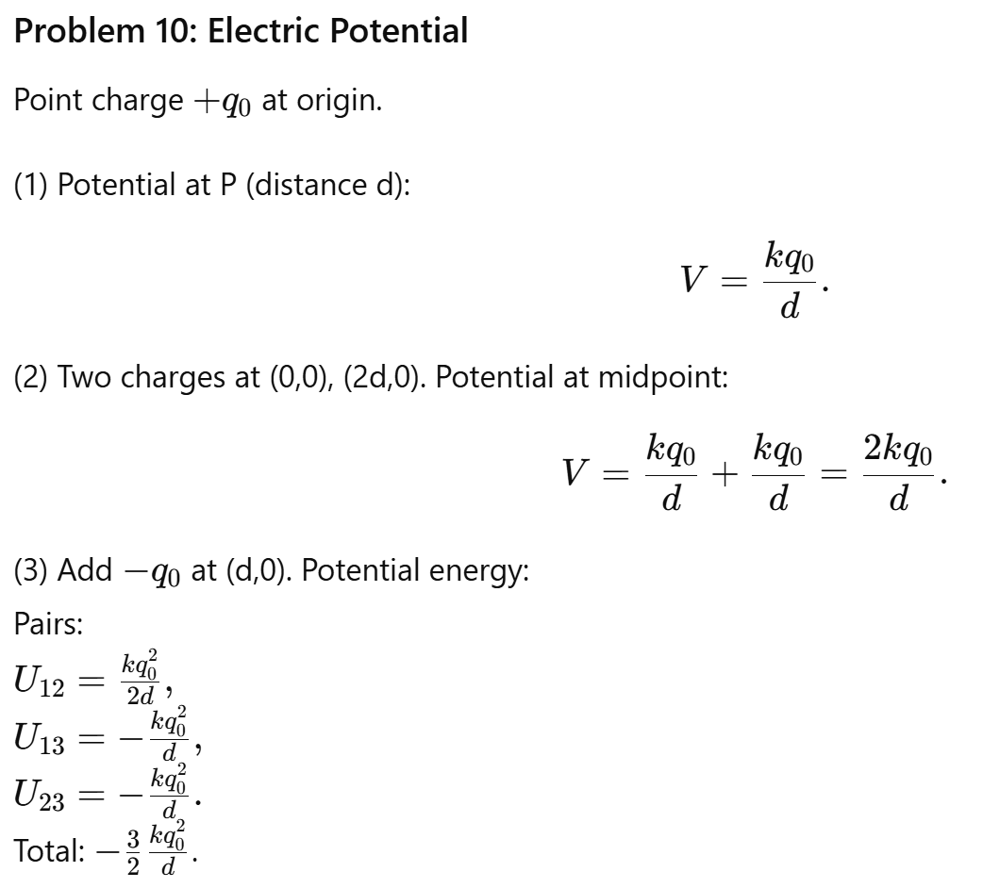 Problem 10: Electric Potential
Point charge $+q_0$ at origin.
(1) Potential at P (distance d):
$V = \frac{kq_0}{d}.$
(2) Two charges at (0,0), (2d,0). Potential at midpoint:
$V = \frac{kq_0}{d} + \frac{kq_0}{d} = \frac{2kq_0}{d}.$
(3) Add $-q_0$ at (d,0). Potential energy:
Pairs:
$U_{12} = \frac{kq_0^2}{2d},$
$U_{13} = -\frac{kq_0^2}{d},$
$U_{23} = -\frac{kq_0^2}{d}.$
Total: $-\frac{3}{2}\frac{kq_0^2}{d}.$